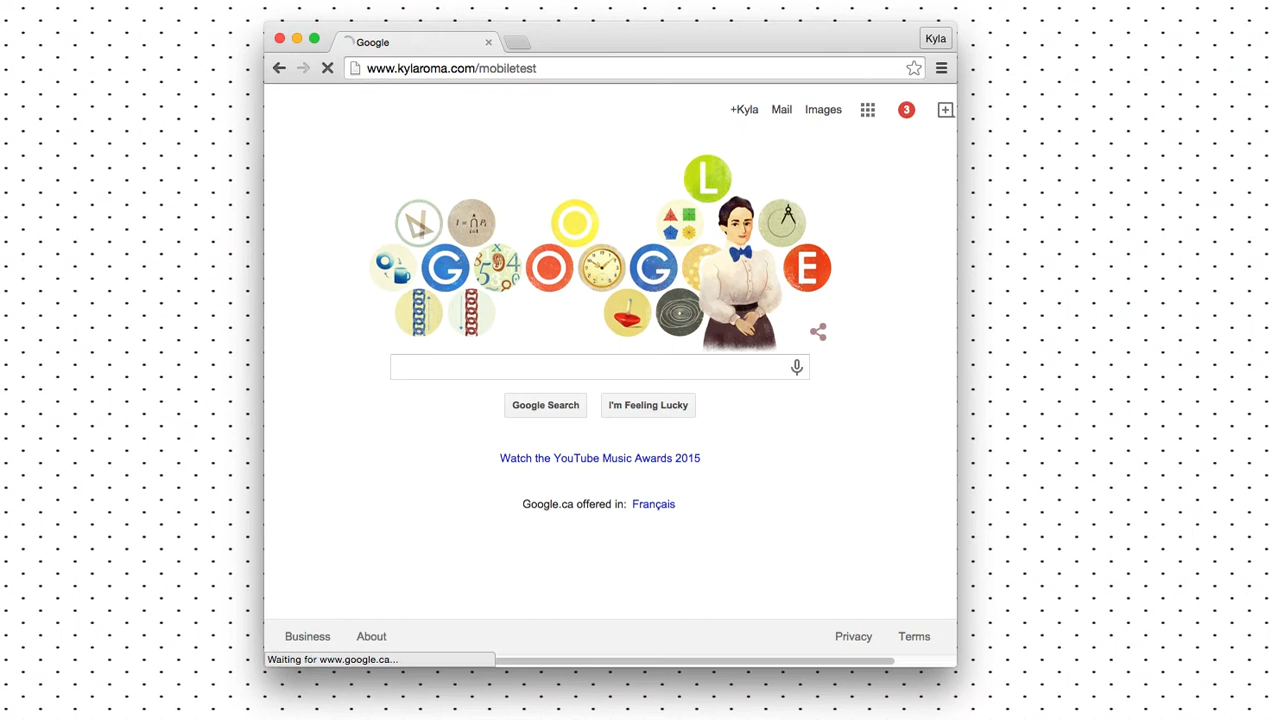 Google
Kyla
www.kylaroma.com/mobiletest
+Kyla Mail Images 3
L
G O O G E
Google Search I'm Feeling Lucky
Watch the YouTube Music Awards 2015
Google.ca offered in: Français
Business About Privacy Terms
Waiting for www.google.ca...